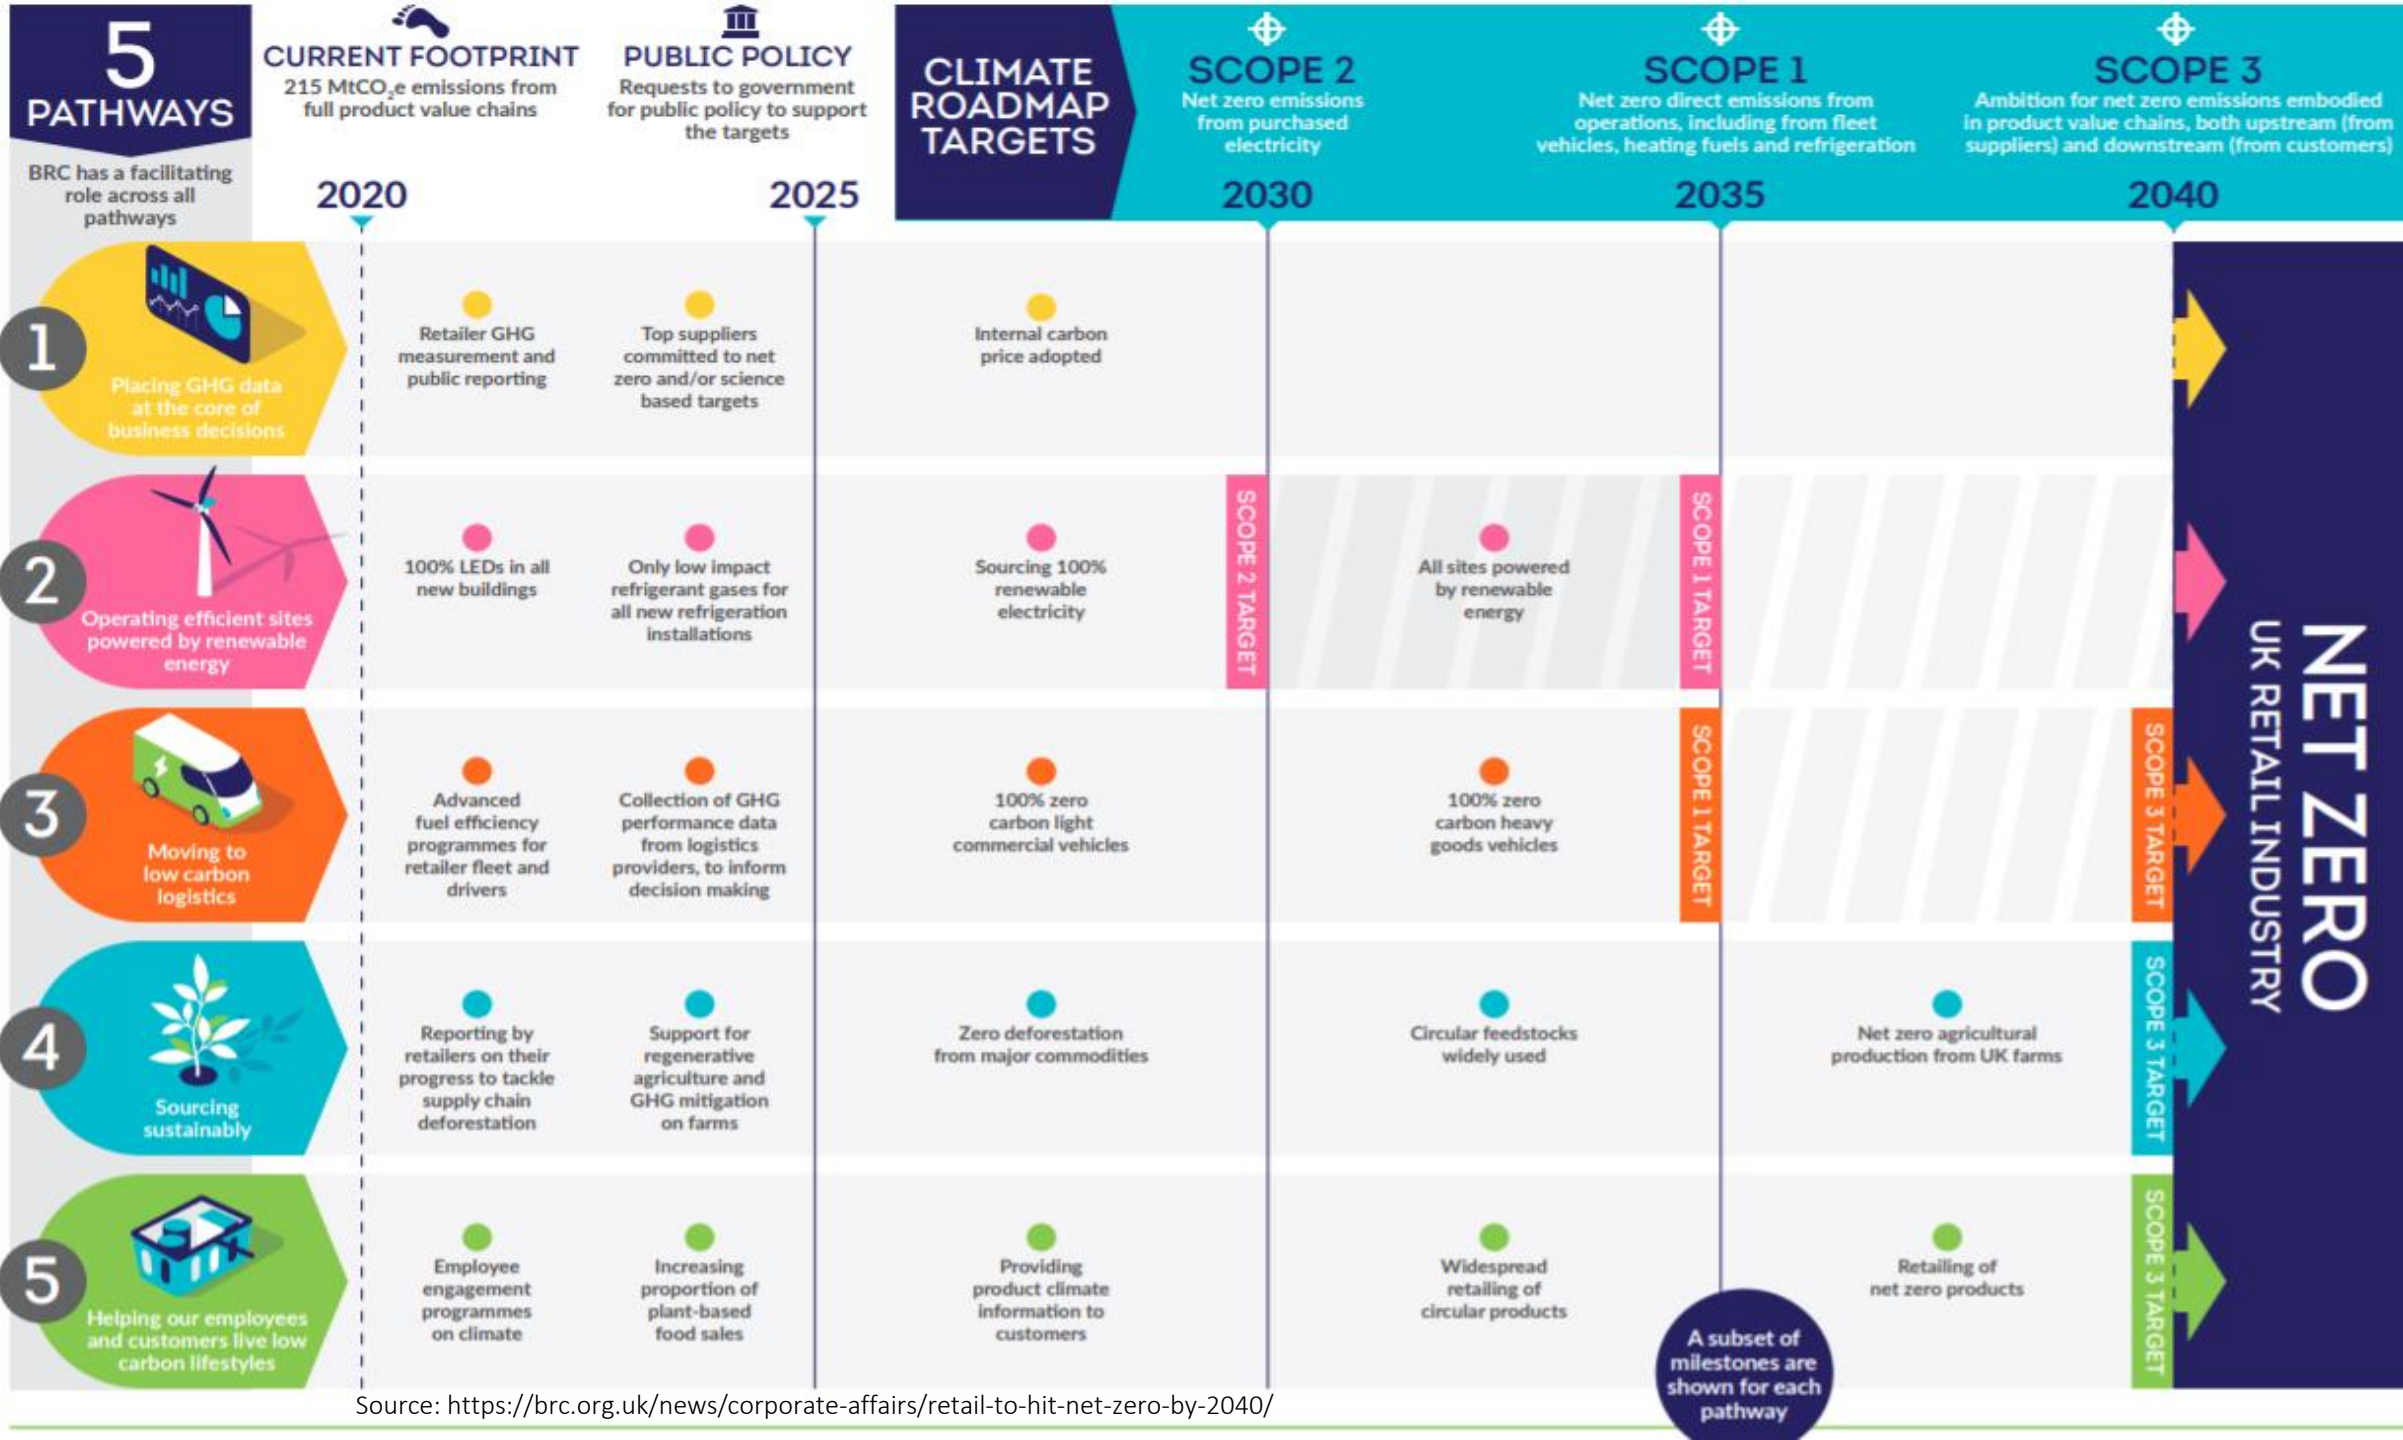 5
PATHWAYS
BRC has a facilitating
role across all
pathways
CURRENT FOOTPRINT
215 MtCO₂e emissions from
full product value chains
2020
PUBLIC POLICY
Requests to government
for public policy to support
the targets
2025
CLIMATE
ROADMAP
TARGETS
SCOPE 2
Net zero emissions
from purchased
electricity
2030
SCOPE 1
Net zero direct emissions from
operations, including from fleet
vehicles, heating fuels and refrigeration
2035
SCOPE 3
Ambition for net zero emissions embodied
in product value chains, both upstream (from
suppliers) and downstream (from customers)
2040
1
Placing GHG data
at the core of
business decisions
Retailer GHG
measurement and
public reporting
Top suppliers
committed to net
zero and/or science
based targets
Internal carbon
price adopted
2
Operating efficient sites
powered by renewable
energy
100% LEDs in all
new buildings
Only low impact
refrigerant gases for
all new refrigeration
installations
Sourcing 100%
renewable
electricity
SCOPE 2 TARGET
All sites powered
by renewable
energy
SCOPE 1 TARGET
3
Moving to
low carbon
logistics
Advanced
fuel efficiency
programmes for
retailer fleet and
drivers
Collection of GHG
performance data
from logistics
providers, to inform
decision making
100% zero
carbon light
commercial vehicles
100% zero
carbon heavy
goods vehicles
SCOPE 1 TARGET
SCOPE 3 TARGET
4
Sourcing
sustainably
Reporting by
retailers on their
progress to tackle
supply chain
deforestation
Support for
regenerative
agriculture and
GHG mitigation
on farms
Zero deforestation
from major commodities
Circular feedstocks
widely used
Net zero agricultural
production from UK farms
SCOPE 3 TARGET
5
Helping our employees
and customers live low
carbon lifestyles
Employee
engagement
programmes
on climate
Increasing
proportion of
plant-based
food sales
Providing
product climate
information to
customers
Widespread
retailing of
circular products
Retailing of
net zero products
SCOPE 3 TARGET
NET ZERO
UK RETAIL INDUSTRY
A subset of
milestones are
shown for each
pathway
Source: https://brc.org.uk/news/corporate-affairs/retail-to-hit-net-zero-by-2040/